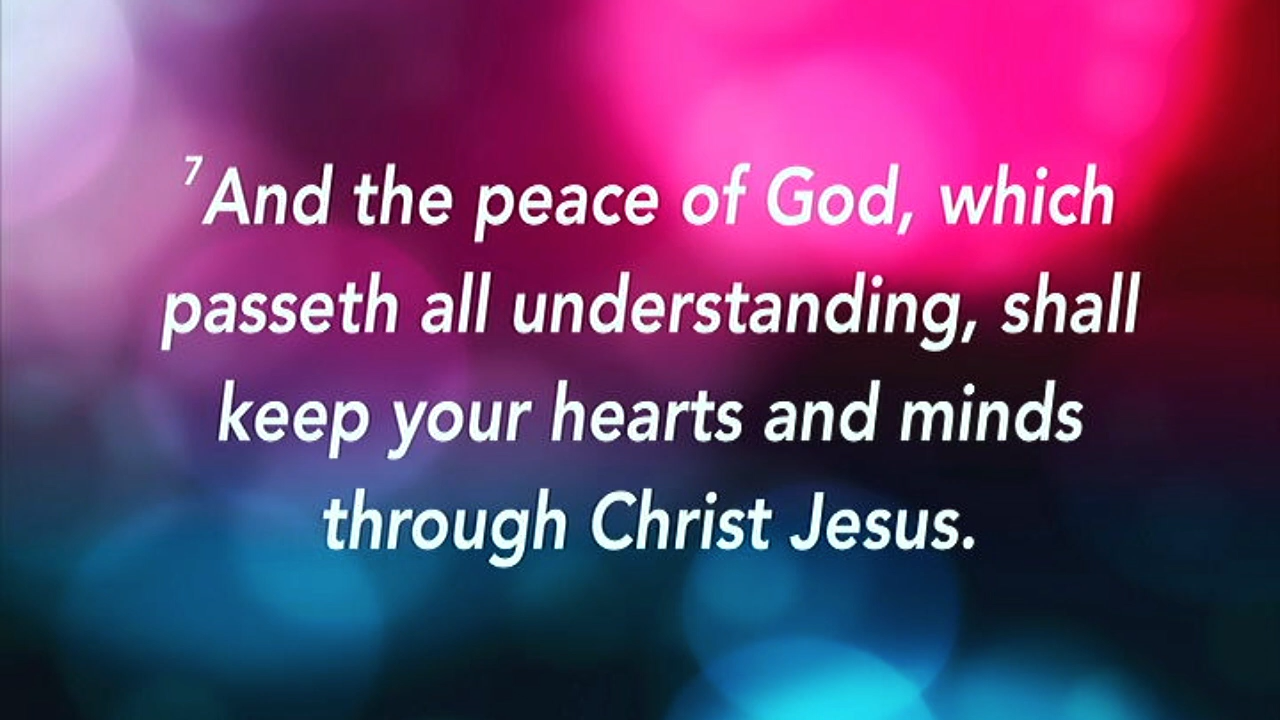 ⁷And the peace of God, which
passeth all understanding, shall
keep your hearts and minds
through Christ Jesus.